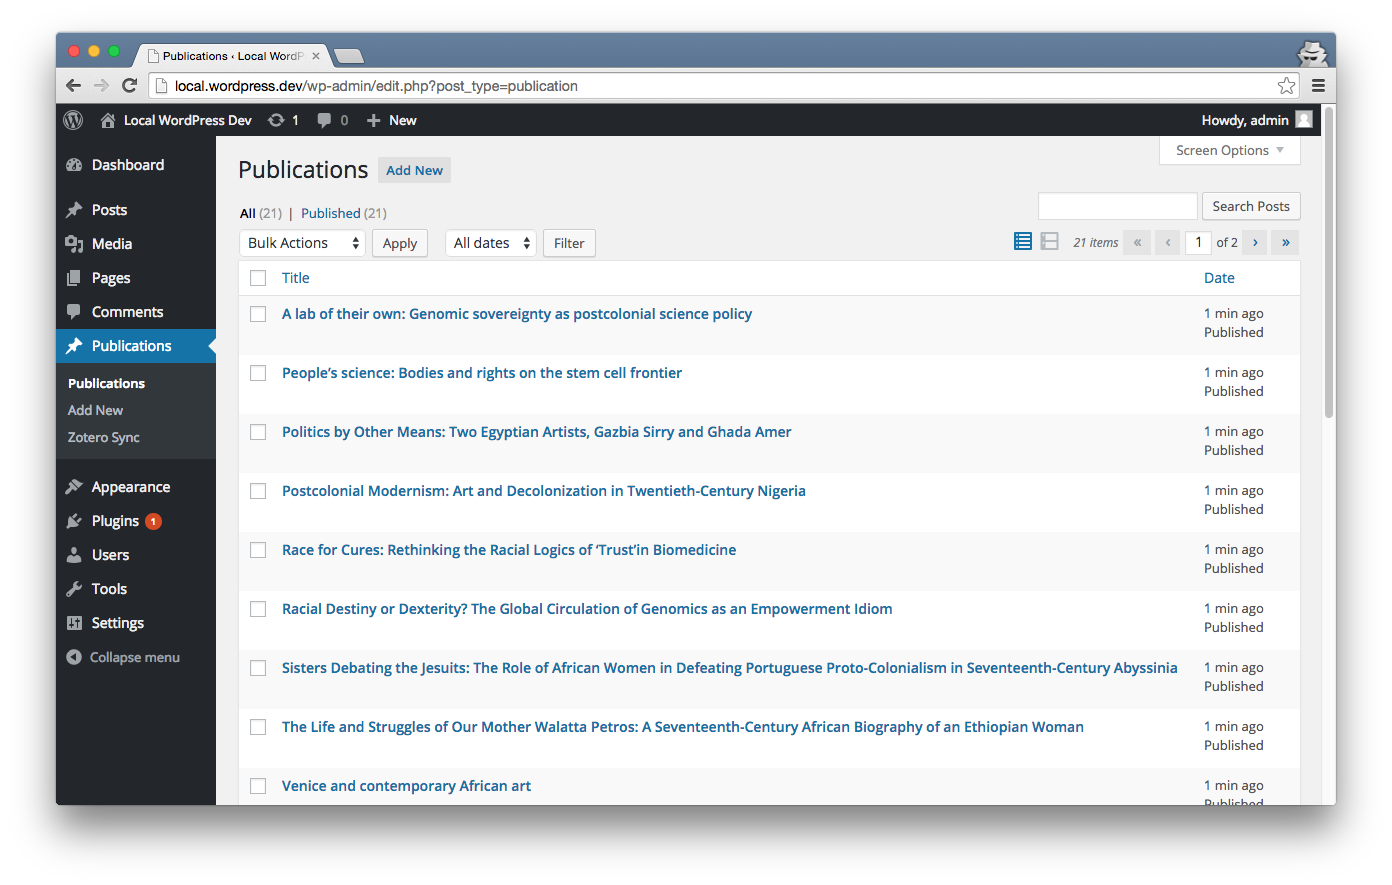 Publications ‹ Local WordP
local.wordpress.dev/wp-admin/edit.php?post_type=publication
Local WordPress Dev 1 0 New Howdy, admin
Screen Options
Dashboard
Posts
Media
Pages
Comments
Publications
Publications
Add New
Zotero Sync
Appearance
Plugins 1
Users
Tools
Settings
Collapse menu
Publications Add New
All (21) | Published (21)
Search Posts
Bulk Actions Apply All dates Filter 21 items « ‹ 1 of 2 › »
Title Date
A lab of their own: Genomic sovereignty as postcolonial science policy 1 min ago
Published
People’s science: Bodies and rights on the stem cell frontier 1 min ago
Published
Politics by Other Means: Two Egyptian Artists, Gazbia Sirry and Ghada Amer 1 min ago
Published
Postcolonial Modernism: Art and Decolonization in Twentieth-Century Nigeria 1 min ago
Published
Race for Cures: Rethinking the Racial Logics of ‘Trust’in Biomedicine 1 min ago
Published
Racial Destiny or Dexterity? The Global Circulation of Genomics as an Empowerment Idiom 1 min ago
Published
Sisters Debating the Jesuits: The Role of African Women in Defeating Portuguese Proto-Colonialism in Seventeenth-Century Abyssinia 1 min ago
Published
The Life and Struggles of Our Mother Walatta Petros: A Seventeenth-Century African Biography of an Ethiopian Woman 1 min ago
Published
Venice and contemporary African art 1 min ago
Published